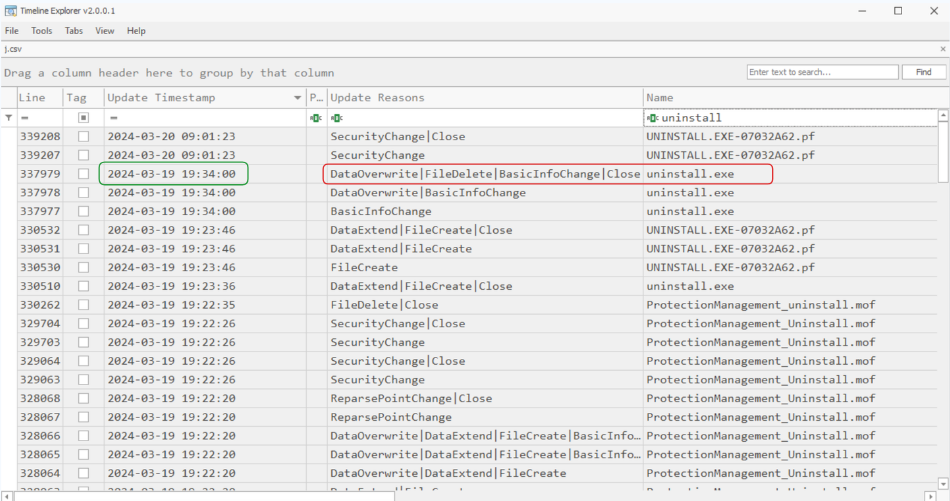 Timeline Explorer v2.0.0.1
File Tools Tabs View Help
j.csv
Drag a column header here to group by that column
Enter text to search... Find
Line Tag Update Timestamp P... Update Reasons Name
= = uninstall
339208 2024-03-20 09:01:23 SecurityChange|Close UNINSTALL.EXE-07032A62.pf
339207 2024-03-20 09:01:23 SecurityChange UNINSTALL.EXE-07032A62.pf
337979 2024-03-19 19:34:00 DataOverwrite|FileDelete|BasicInfoChange|Close uninstall.exe
337978 2024-03-19 19:34:00 DataOverwrite|BasicInfoChange uninstall.exe
337977 2024-03-19 19:34:00 BasicInfoChange uninstall.exe
330532 2024-03-19 19:23:46 DataExtend|FileCreate|Close UNINSTALL.EXE-07032A62.pf
330531 2024-03-19 19:23:46 DataExtend|FileCreate UNINSTALL.EXE-07032A62.pf
330530 2024-03-19 19:23:46 FileCreate UNINSTALL.EXE-07032A62.pf
330510 2024-03-19 19:23:36 DataExtend|FileCreate|Close uninstall.exe
330262 2024-03-19 19:22:35 FileDelete|Close ProtectionManagement_uninstall.mof
329704 2024-03-19 19:22:26 SecurityChange|Close ProtectionManagement_Uninstall.mof
329703 2024-03-19 19:22:26 SecurityChange ProtectionManagement_Uninstall.mof
329064 2024-03-19 19:22:26 SecurityChange|Close ProtectionManagement_Uninstall.mof
329063 2024-03-19 19:22:26 SecurityChange ProtectionManagement_Uninstall.mof
328068 2024-03-19 19:22:20 ReparsePointChange|Close ProtectionManagement_Uninstall.mof
328067 2024-03-19 19:22:20 ReparsePointChange ProtectionManagement_Uninstall.mof
328066 2024-03-19 19:22:20 DataOverwrite|DataExtend|FileCreate|BasicInfo... ProtectionManagement_Uninstall.mof
328065 2024-03-19 19:22:20 DataOverwrite|DataExtend|FileCreate|BasicInfo... ProtectionManagement_Uninstall.mof
328064 2024-03-19 19:22:20 DataOverwrite|DataExtend|FileCreate ProtectionManagement_Uninstall.mof